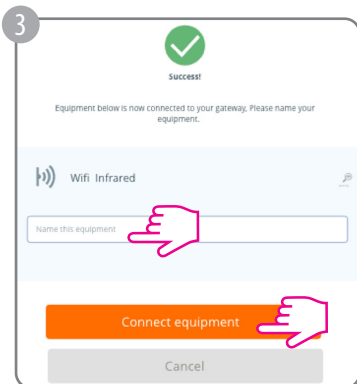 3
Success!
Equipment below is now connected to your gateway, Please name your
equipment.
Wifi Infrared
Name this equipment
Connect equipment
Cancel